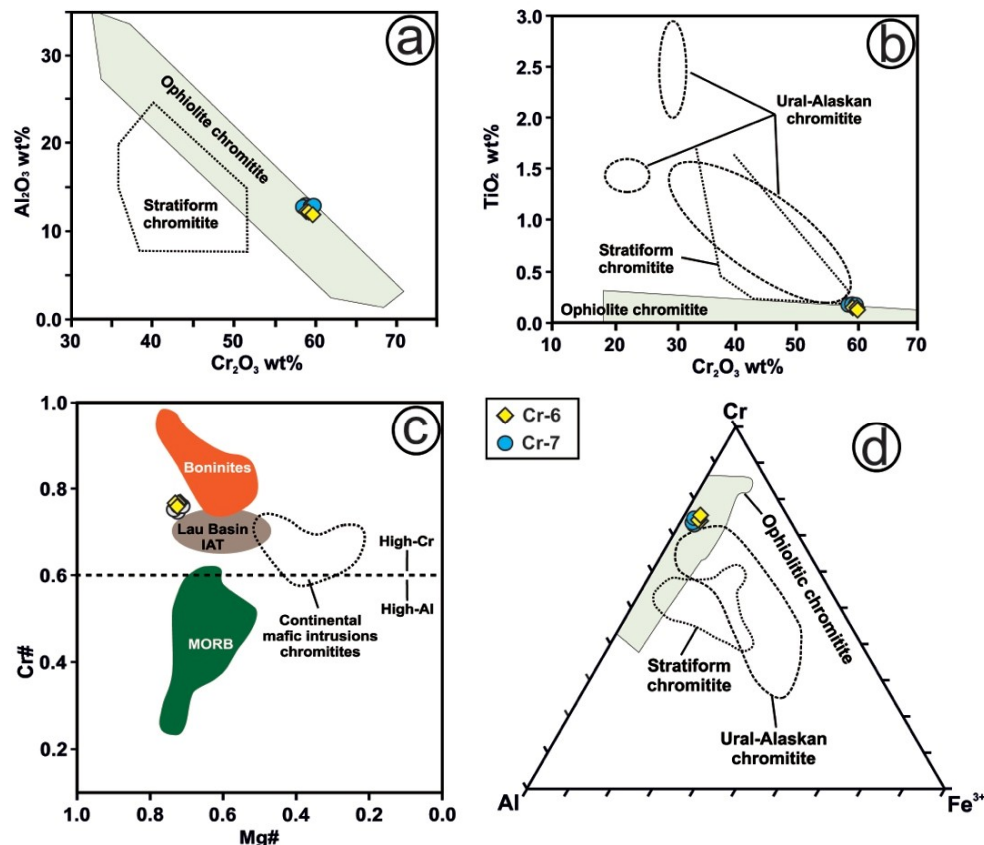 a
30
20
10
0.0
Al₂O₃ wt%
Ophiolite chromitite
Stratiform
chromitite
30
40
50
60
70
Cr₂O₃ wt%
b
3.0
2.5
2.0
1.5
1.0
0.5
0.0
TiO₂ wt%
Ural-Alaskan
chromitite
Stratiform
chromitite
Ophiolite chromitite
10
20
30
40
50
60
70
Cr₂O₃ wt%
c
1.0
0.8
0.6
0.4
0.2
Cr#
Boninites
Lau Basin
IAT
High-Cr
High-Al
Continental
mafic intrusions
chromitites
MORB
1.0
0.8
0.6
0.4
0.2
0.0
Mg#
Cr-6
Cr-7
d
Cr
Ophiolitic chromitite
Stratiform
chromitite
Ural-Alaskan
chromitite
Al
Fe³⁺